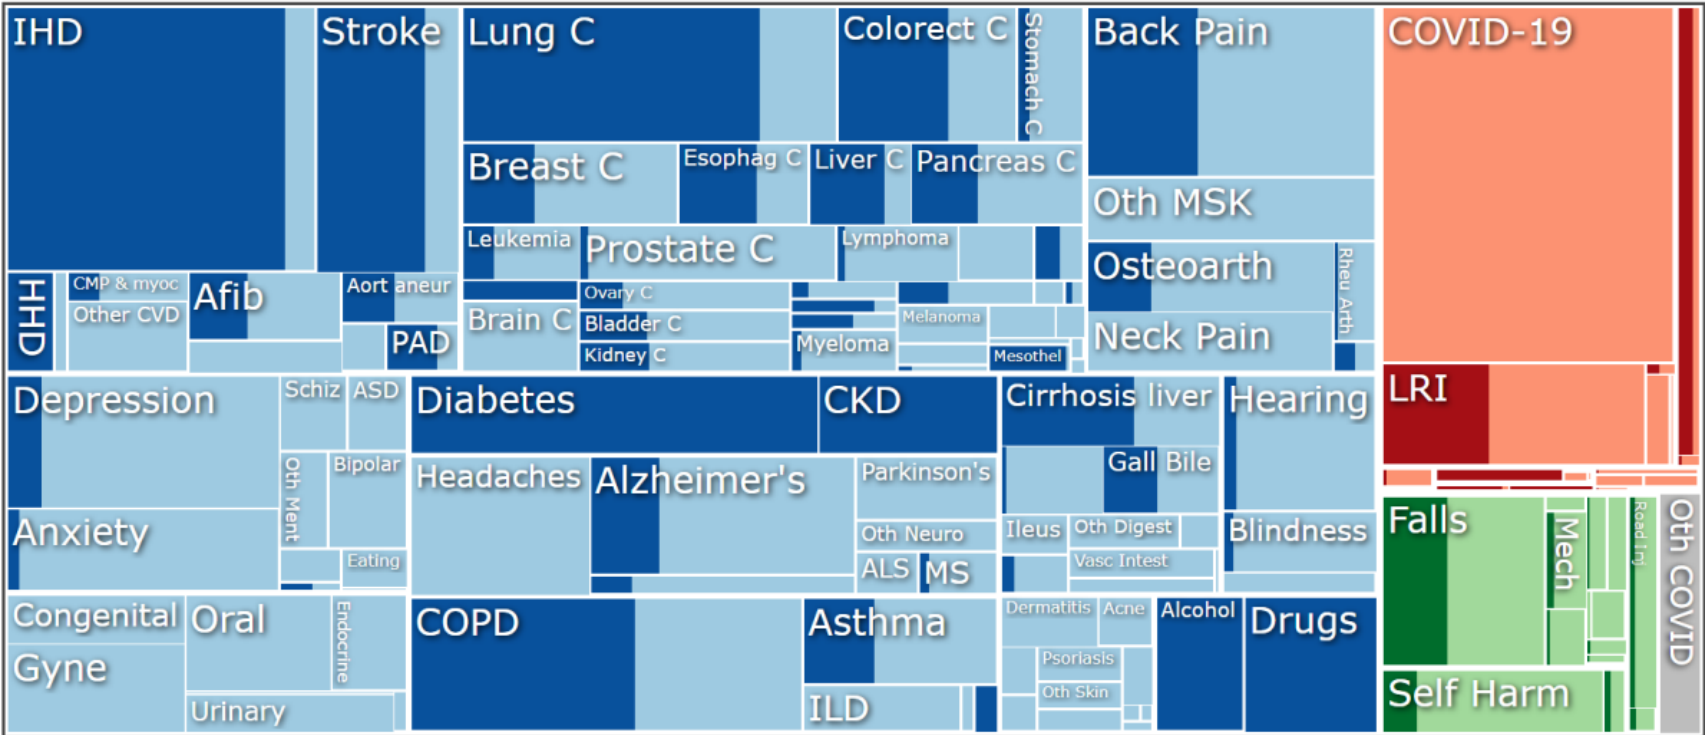 IHD
Stroke
Lung C
Colorect C
Stomach C
Back Pain
COVID-19
Breast C
Esophag C
Liver C
Pancreas C
Oth MSK
Leukemia
Prostate C
Lymphoma
Osteoarth
Rheu Arth
HHD
CMP & myoc
Other CVD
Afib
Aort aneur
PAD
Brain C
Ovary C
Bladder C
Kidney C
Myeloma
Melanoma
Mesothel
Neck Pain
LRI
Depression
Schiz
ASD
Oth Ment
Bipolar
Anxiety
Eating
Diabetes
CKD
Cirrhosis liver
Hearing
Headaches
Alzheimer's
Parkinson's
Oth Neuro
ALS
MS
Gall Bile
Ileus
Oth Digest
Vasc Intest
Blindness
Falls
Mech
Road Inj
Oth COVID
Congenital
Gyne
Oral
Endocrine
Urinary
COPD
Asthma
ILD
Dermatitis
Acne
Psoriasis
Oth Skin
Alcohol
Drugs
Self Harm